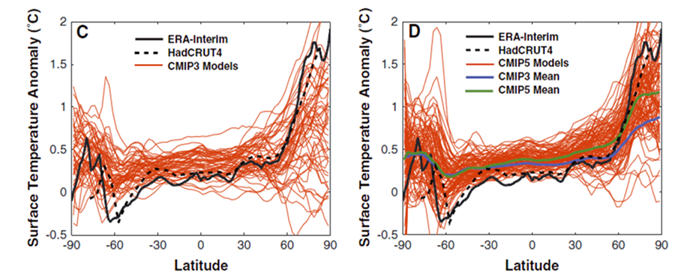 Surface Temperature Anomaly (°C)
2
1.5
1
0.5
0
-0.5
C
ERA-Interim
HadCRUT4
CMIP3 Models
-90 -60 -30 0 30 60 90
Latitude
Surface Temperature Anomaly (°C)
2
1.5
1
0.5
0
-0.5
D
ERA-Interim
HadCRUT4
CMIP5 Models
CMIP3 Mean
CMIP5 Mean
-90 -60 -30 0 30 60 90
Latitude